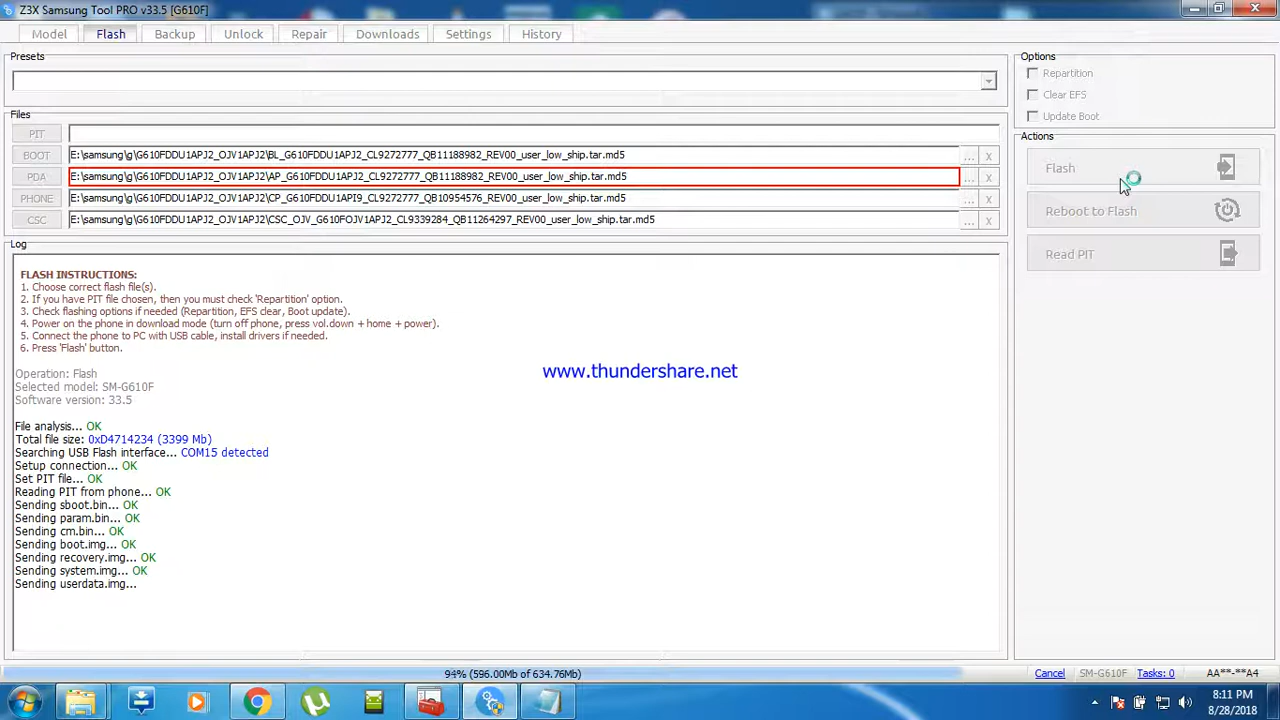 Z3X Samsung Tool PRO v33.5 [G610F]
Model Flash Backup Unlock Repair Downloads Settings History
Presets
Files
PIT
BOOT E:\samsung\g\G610FDDU1APJ2_OJV1APJ2\BL_G610FDDU1APJ2_CL9272777_QB11188982_REV00_user_low_ship.tar.md5 ... x
PDA E:\samsung\g\G610FDDU1APJ2_OJV1APJ2\AP_G610FDDU1APJ2_CL9272777_QB11188982_REV00_user_low_ship.tar.md5 ... x
PHONE E:\samsung\g\G610FDDU1APJ2_OJV1APJ2\CP_G610FDDU1API9_CL9272777_QB10954576_REV00_user_low_ship.tar.md5 ... x
CSC E:\samsung\g\G610FDDU1APJ2_OJV1APJ2\CSC_OJV_G610FOJV1APJ2_CL9339284_QB11264297_REV00_user_low_ship.tar.md5 ... x
Options
Repartition
Clear EFS
Update Boot
Actions
Flash
Reboot to Flash
Read PIT
Log
FLASH INSTRUCTIONS:
1. Choose correct flash file(s).
2. If you have PIT file chosen, then you must check 'Repartition' option.
3. Check flashing options if needed (Repartition, EFS clear, Boot update).
4. Power on the phone in download mode (turn off phone, press vol.down + home + power).
5. Connect the phone to PC with USB cable, install drivers if needed.
6. Press 'Flash' button.
www.thundershare.net
Operation: Flash
Selected model: SM-G610F
Software version: 33.5
File analysis... OK
Total file size: 0xD4714234 (3399 Mb)
Searching USB Flash interface... COM15 detected
Setup connection... OK
Set PIT file... OK
Reading PIT from phone... OK
Sending sboot.bin... OK
Sending param.bin... OK
Sending cm.bin... OK
Sending boot.img... OK
Sending recovery.img... OK
Sending system.img... OK
Sending userdata.img...
94% (596.00Mb of 634.76Mb) Cancel SM-G610F Tasks: 0 AA**-**A4
8:11 PM
8/28/2018